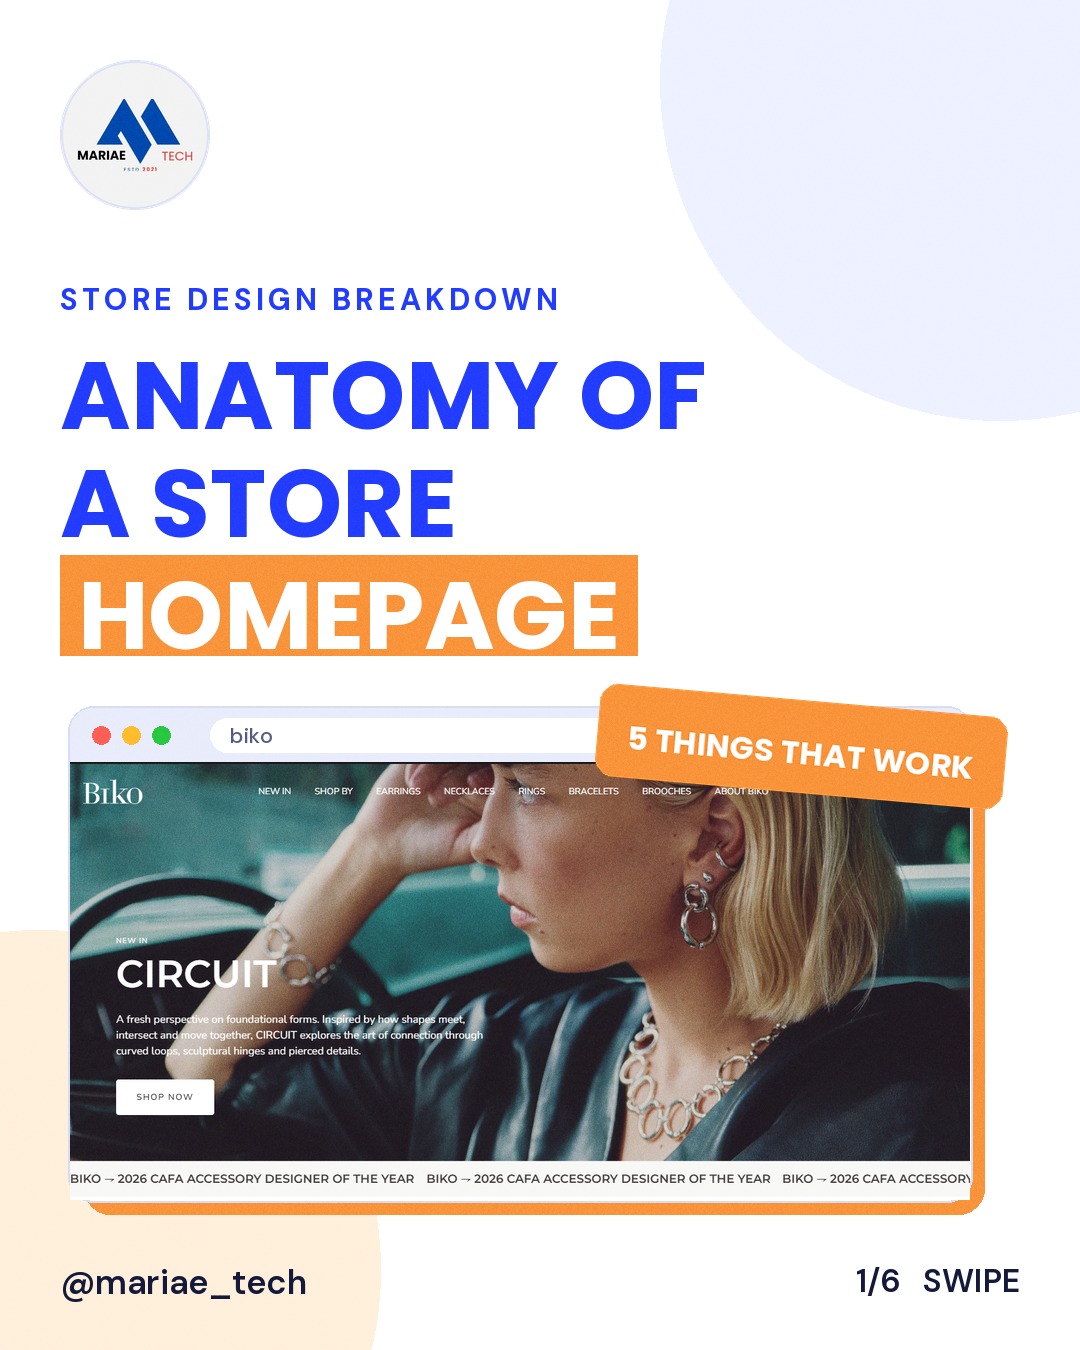 MARIAE TECH
ESTD 2021
STORE DESIGN BREAKDOWN
ANATOMY OF
A STORE
HOMEPAGE
5 THINGS THAT WORK
biko
Biko
NEW IN SHOP BY EARRINGS NECKLACES RINGS BRACELETS BROOCHES ABOUT BIKO
NEW IN
CIRCUIT
A fresh perspective on foundational forms. Inspired by how shapes meet,
intersect and move together, CIRCUIT explores the art of connection through
curved loops, sculptural hinges and pierced details.
SHOP NOW
BIKO → 2026 CAFA ACCESSORY DESIGNER OF THE YEAR BIKO → 2026 CAFA ACCESSORY DESIGNER OF THE YEAR BIKO → 2026 CAFA ACCESSORY
@mariae_tech
1/6 SWIPE